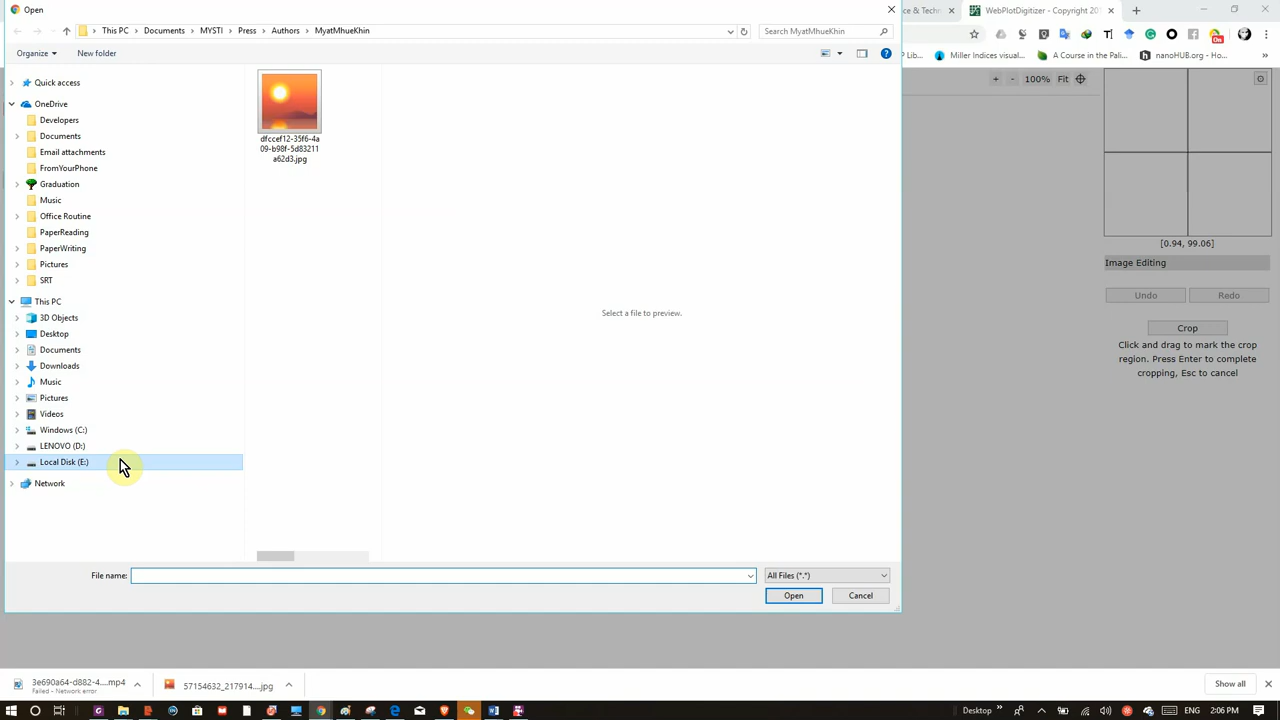 Open
This PC
Documents
MYSTI
Press
Authors
MyatMhueKhin
Search MyatMhueKhin
Organize
New folder
Quick access
OneDrive
Developers
Documents
Email attachments
FromYourPhone
Graduation
Music
Office Routine
PaperReading
PaperWriting
Pictures
SRT
This PC
3D Objects
Desktop
Documents
Downloads
Music
Pictures
Videos
Windows (C:)
LENOVO (D:)
Local Disk (E:)
Network
dfccef12-35f6-4a
09-b98f-5d83211
a62d3.jpg
Select a file to preview.
File name:
All Files (*.*)
Open
Cancel
ce & Techn
WebPlotDigitizer - Copyright 20
P Lib...
Miller Indices visual...
A Course in the Pali...
nanoHUB.org - Ho...
On
+ - 100% Fit
[0.94, 99.06]
Image Editing
Undo
Redo
Crop
Click and drag to mark the crop
region. Press Enter to complete
cropping, Esc to cancel
3e690a64-d882-4....mp4
Failed - Network error
57154632_217914....jpg
Show all
Desktop
ENG
2:06 PM